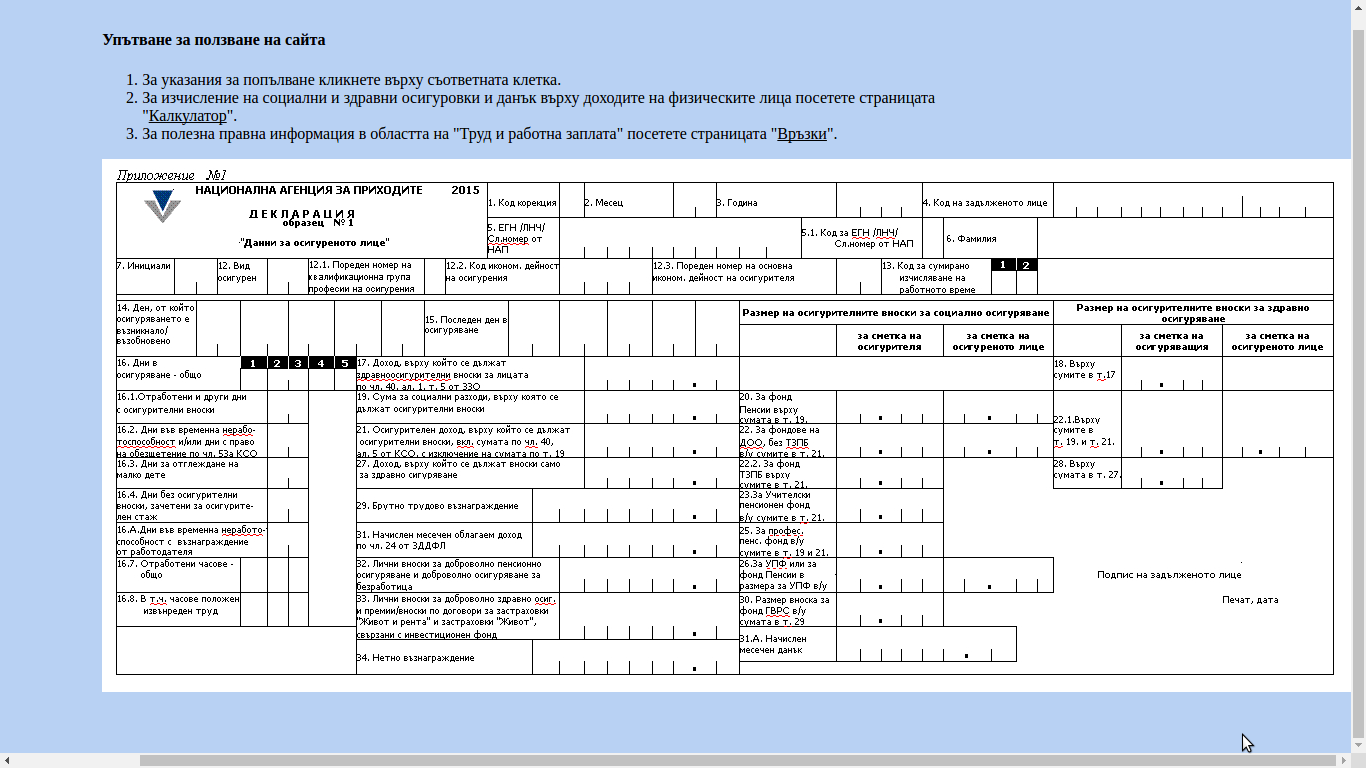 Упътване за ползване на сайта
1. За указания за попълване кликнете върху съответната клетка.
2. За изчисление на социални и здравни осигуровки и данък върху доходите на физическите лица посетете страницата
"Калкулатор".
3. За полезна правна информация в областта на "Труд и работна заплата" посетете страницата "Връзки".
Приложение №1
НАЦИОНАЛНА АГЕНЦИЯ ЗА ПРИХОДИТЕ 2015
ДЕКЛАРАЦИЯ
образец №1
"Данни за осигуреното лице"
1. Код корекция
2. Месец
3. Година
4. Код на задълженото лице
5. ЕГН /ЛНЧ/
Сл.номер от
НАП
5.1. Код за ЕГН /ЛНЧ/
Сл.номер от НАП
6. Фамилия
7. Инициали
12. Вид
осигурен
12.1. Пореден номер на
квалификационна група
професии на осигурения
12.2. Код иконом. дейност
на осигурения
12.3. Пореден номер на основна
иконом. дейност на осигурителя
13. Код за сумирано
изчисляване на
работното време
1 2
14. Ден, от който
осигуряването е
възникнало/
възобновено
15. Последен ден в
осигуряване
Размер на осигурителните вноски за социално осигуряване
Размер на осигурителните вноски за здравно
осигуряване
за сметка на
осигурителя
за сметка на
осигуреното лице
за сметка на
осигуряващия
за сметка на
осигуреното лице
16. Дни в
осигуряване - общо
1 2 3 4 5
17. Доход, върху който се дължат
здравноосигурителни вноски за лицата
по чл. 40, ал. 1, т. 5 от ЗЗО
18. Върху
сумите в т.17
16.1.Отработени и други дни
с осигурителни вноски
19. Сума за социални разходи, върху която се
дължат осигурителни вноски
20. За фонд
Пенсии върху
сумата в т. 19.
16.2. Дни във временна нерабо-
тоспособност и/или дни с право
на обезщетение по чл. 53а КСО
21. Осигурителен доход, върху който се дължат
осигурителни вноски, вкл. сумата по чл. 40,
ал. 5 от КСО, с изключение на сумата по т. 19
22. За фондове на
ДОО, без ТЗПБ
в/у сумите в т. 21.
22.1.Върху
сумите в
т. 19. и т. 21.
16.3. Дни за отглеждане на
малко дете
27. Доход, върху който се дължат вноски само
за здравно сигуряване
22.2. За фонд
ТЗПБ върху
сумите в т. 21.
28. Върху
сумата в т. 27.
16.4. Дни без осигурителни
вноски, зачетени за осигурите-
лен стаж
29. Брутно трудово възнаграждение
23.За Учителски
пенсионен фонд
в/у сумите в т. 21.
16.А.Дни във временна неработо-
способност с възнаграждение
от работодателя
31. Начислен месечен облагаем доход
по чл. 24 от ЗДДФЛ
25. За профес.
пенс. фонд в/у
сумите в т. 19 и 21.
16.7. Отработени часове -
общо
32. Лични вноски за доброволно пенсионно
осигуряване и доброволно осигуряване за
безработица
26.За УПФ или за
фонд Пенсии в
размера за УПФ в/у
Подпис на задълженото лице
16.8. В т.ч. часове положен
извънреден труд
33. Лични вноски за доброволно здравно осиг.
и премии/вноски по договори за застраховки
"Живот и рента" и застраховки "Живот",
свързани с инвестиционен фонд
30. Размер вноска за
фонд ГВРС в/у
сумата в т. 29
Печат, дата
34. Нетно възнаграждение
31.А. Начислен
месечен данък